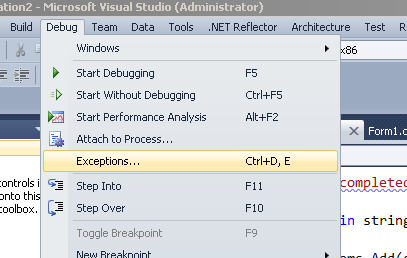 ation2 - Microsoft Visual Studio (Administrator)
Build Debug Team Data Tools .NET Reflector Architecture Test R
Windows
x86
Start Debugging F5
Start Without Debugging Ctrl+F5
Start Performance Analysis Alt+F2
Attach to Process...
Form1.c
Exceptions... Ctrl+D, E
controls i
completed
Step Into F11
onto this
in string
toolbox.
Step Over F10
Toggle Breakpoint F9
New Breakpoint
ems.Add(